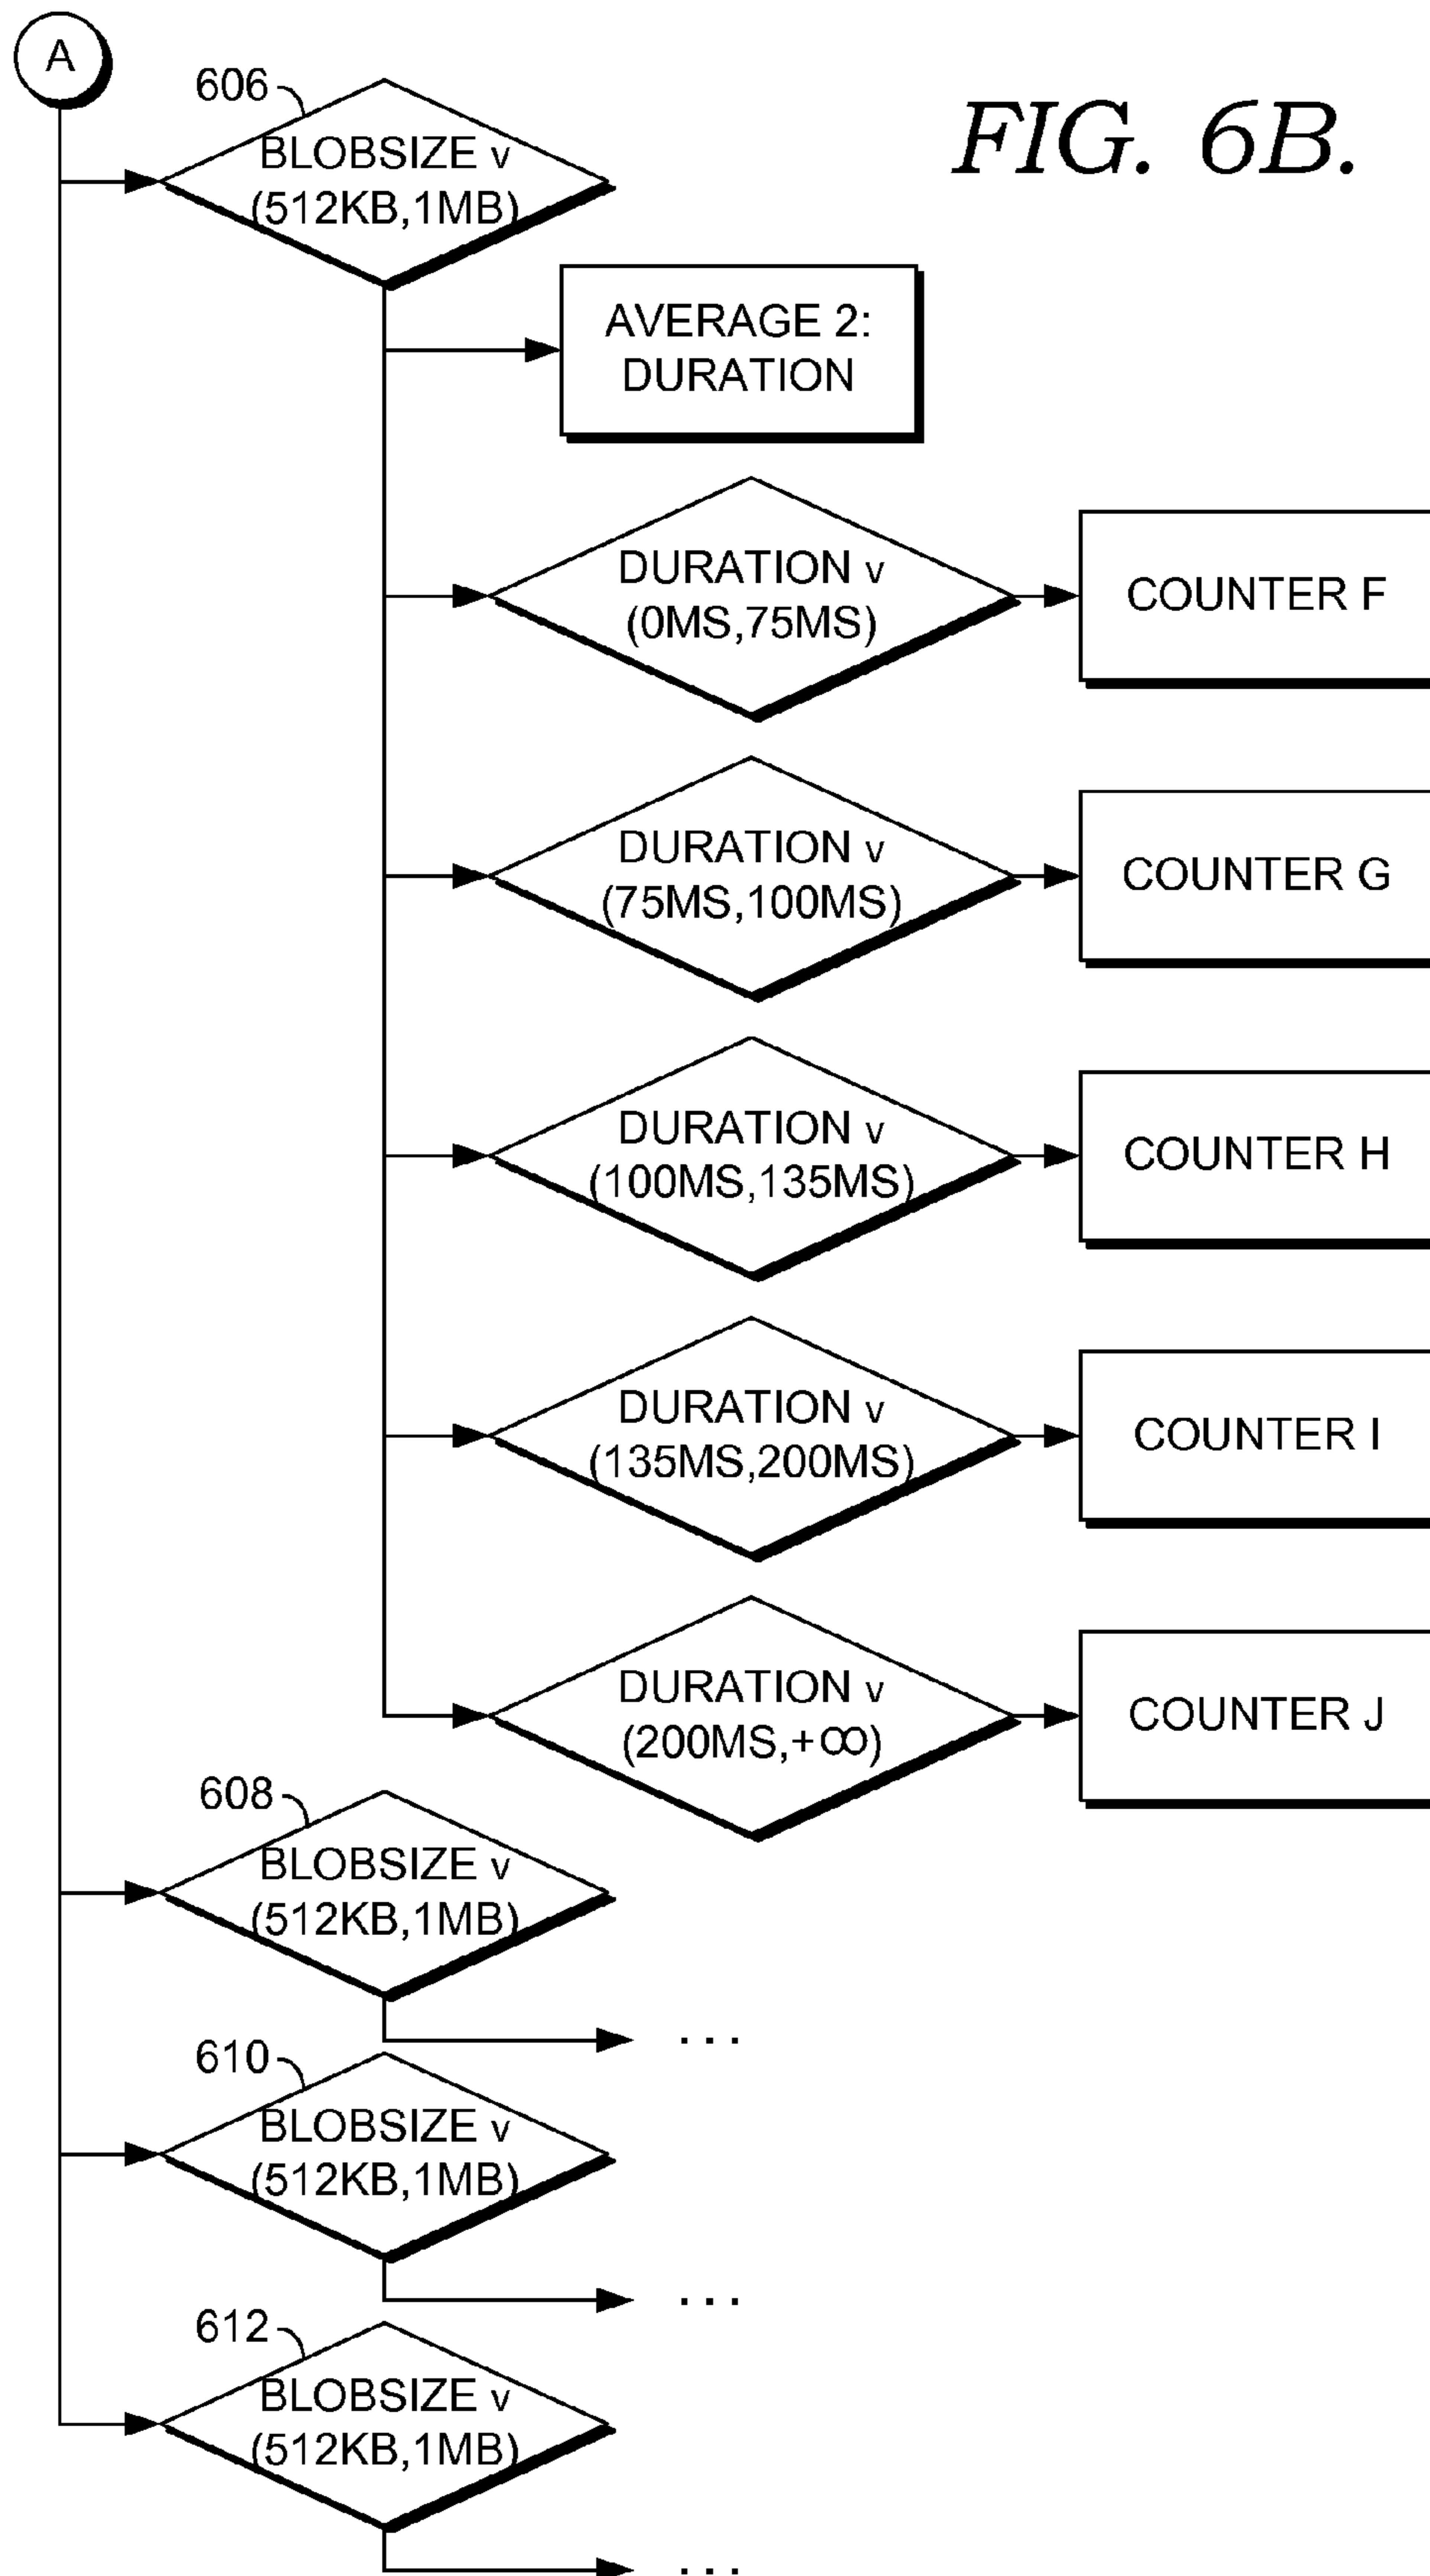 A
FIG. 6B.
606
BLOBSIZE v
(512KB,1MB)
AVERAGE 2:
DURATION
DURATION v
(0MS,75MS)
COUNTER F
DURATION v
(75MS,100MS)
COUNTER G
DURATION v
(100MS,135MS)
COUNTER H
DURATION v
(135MS,200MS)
COUNTER I
DURATION v
(200MS,+∞)
COUNTER J
608
BLOBSIZE v
(512KB,1MB)
...
610
BLOBSIZE v
(512KB,1MB)
...
612
BLOBSIZE v
(512KB,1MB)
...